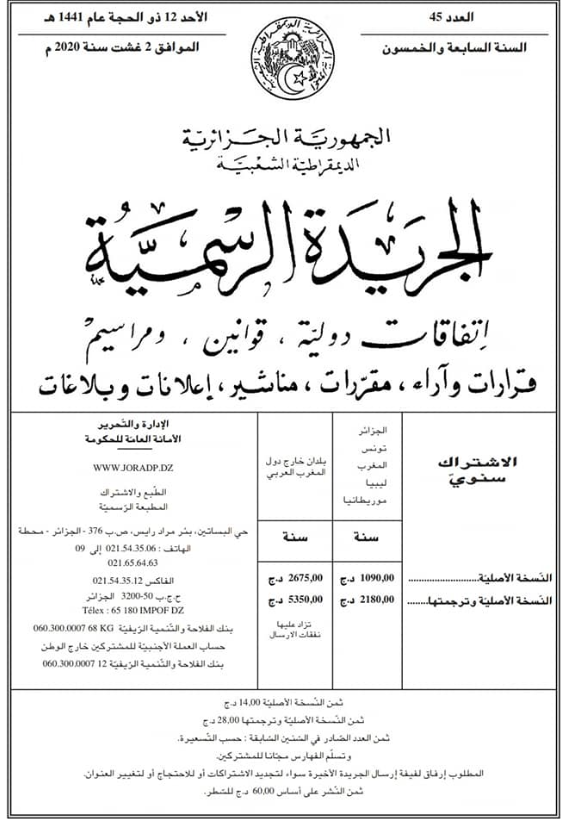 العدد 45
السنة السابعة والخمسون
الأحد 12 ذو الحجة عام 1441 هـ
الموافق 2 غشت سنة 2020 م
الجمهورية الجزائرية
الديمقراطية الشعبية
الجريدة الرسمية
إتفاقات دولية ، قوانين ، ومراسيم
قرارات وآراء ، مقررات ، مناشير ، إعلانات وبلاغات
الاشتراك
سنوي
الجزائر
تونس
المغرب
ليبيا
موريطانيا
بلدان خارج دول
المغرب العربي
سنة
سنة
النسخة الأصلية.......................... 1090,00 د.ج 2675,00 د.ج
النسخة الأصلية وترجمتها........ 2180,00 د.ج 5350,00 د.ج
تزاد عليها
نفقات الارسال
الإدارة والتحرير
الأمانة العامة للحكومة
WWW.JORADP.DZ
الطبع والاشتراك
المطبعة الرسمية
حي البساتين، بئر مراد رايس، ص.ب 376 - الجزائر - محطة
الهاتف : 021.54.35.06 إلى 09
021.65.64.63
الفاكس 021.54.35.12
ح.ج.ب 50-3200 الجزائر
Télex : 65 180 IMPOF DZ
بنك الفلاحة والتنمية الريفية 060.300.0007 68 KG
حساب العملة الأجنبية للمشتركين خارج الوطن
بنك الفلاحة والتنمية الريفية 060.300.0007 12
ثمن النسخة الأصلية 14,00 د.ج
ثمن النسخة الأصلية وترجمتها 28,00 د.ج
ثمن العدد الصادر في السنين السابقة : حسب التسعيرة.
وتسلم الفهارس مجانا للمشتركين.
المطلوب إرفاق لفيفة إرسال الجريدة الأخيرة سواء لتجديد الاشتراكات أو للاحتجاج أو لتغيير العنوان.
ثمن النشر على أساس 60,00 د.ج للسطر.